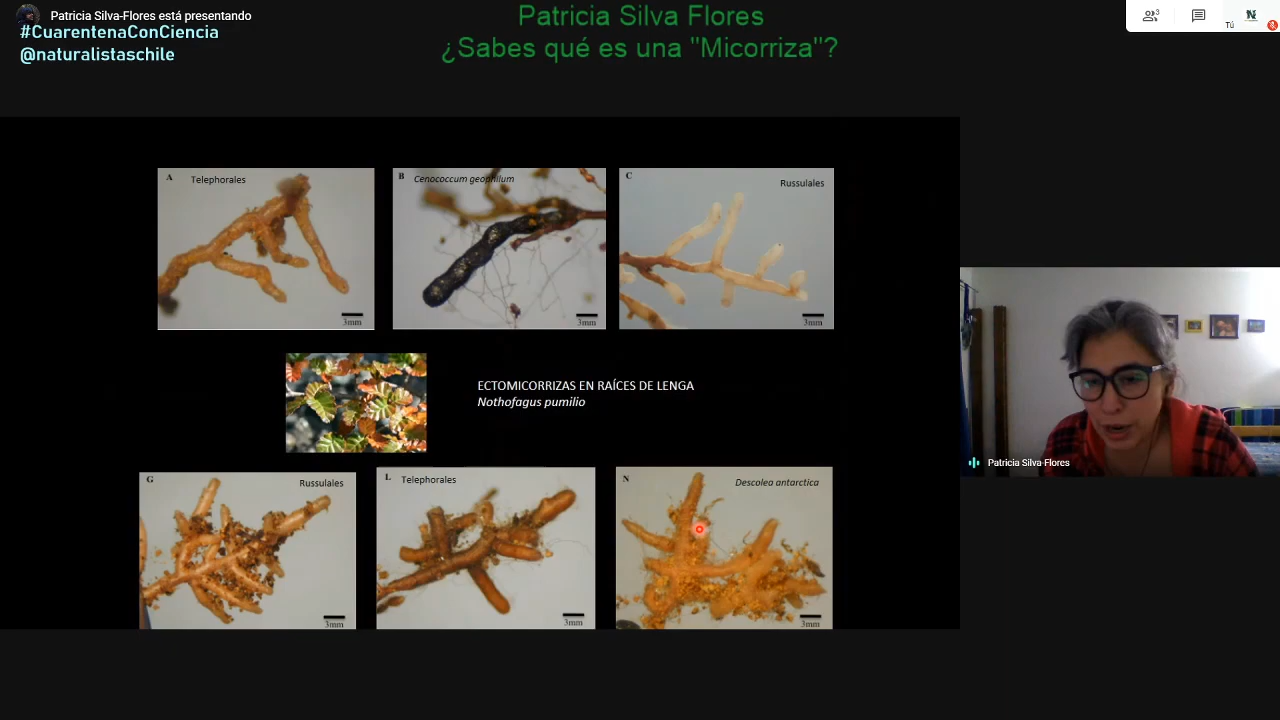 Patricia Silva-Flores está presentando
#CuarentenaConCiencia
@naturalistaschile
Patricia Silva Flores
¿Sabes qué es una "Micorriza"?
3
Tú
A
Telephorales
3mm
B
Cenococcum geophilum
3mm
C
Russulales
3mm
ECTOMICORRIZAS EN RAÍCES DE LENGA
Nothofagus pumilio
G
Russulales
3mm
L
Telephorales
3mm
N
Descolea antarctica
3mm
Patricia Silva-Flores